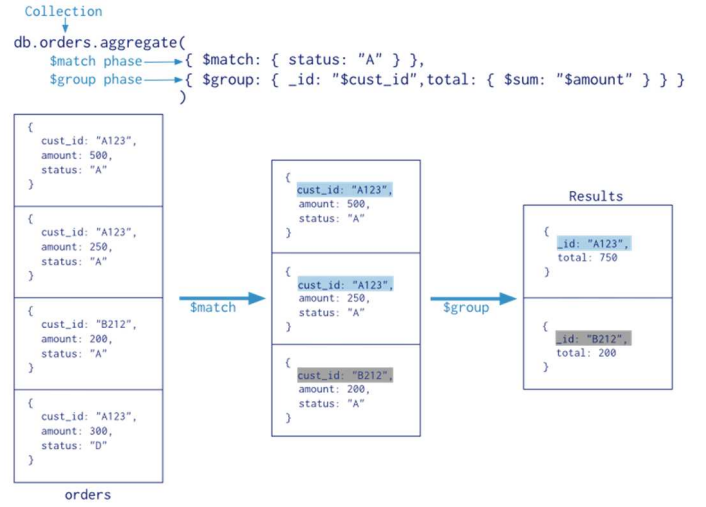 Collection
db.orders.aggregate(
$match phase
{ $match: { status: "A" } },
$group phase
{ $group: { _id: "$cust_id",total: { $sum: "$amount" } } }
)
{
cust_id: "A123",
amount: 500,
status: "A"
}
{
cust_id: "A123",
amount: 250,
status: "A"
}
{
cust_id: "B212",
amount: 200,
status: "A"
}
{
cust_id: "A123",
amount: 300,
status: "D"
}
orders
$match
{
cust_id: "A123",
amount: 500,
status: "A"
}
{
cust_id: "A123",
amount: 250,
status: "A"
}
{
cust_id: "B212",
amount: 200,
status: "A"
}
$group
Results
{
_id: "A123",
total: 750
}
{
_id: "B212",
total: 200
}